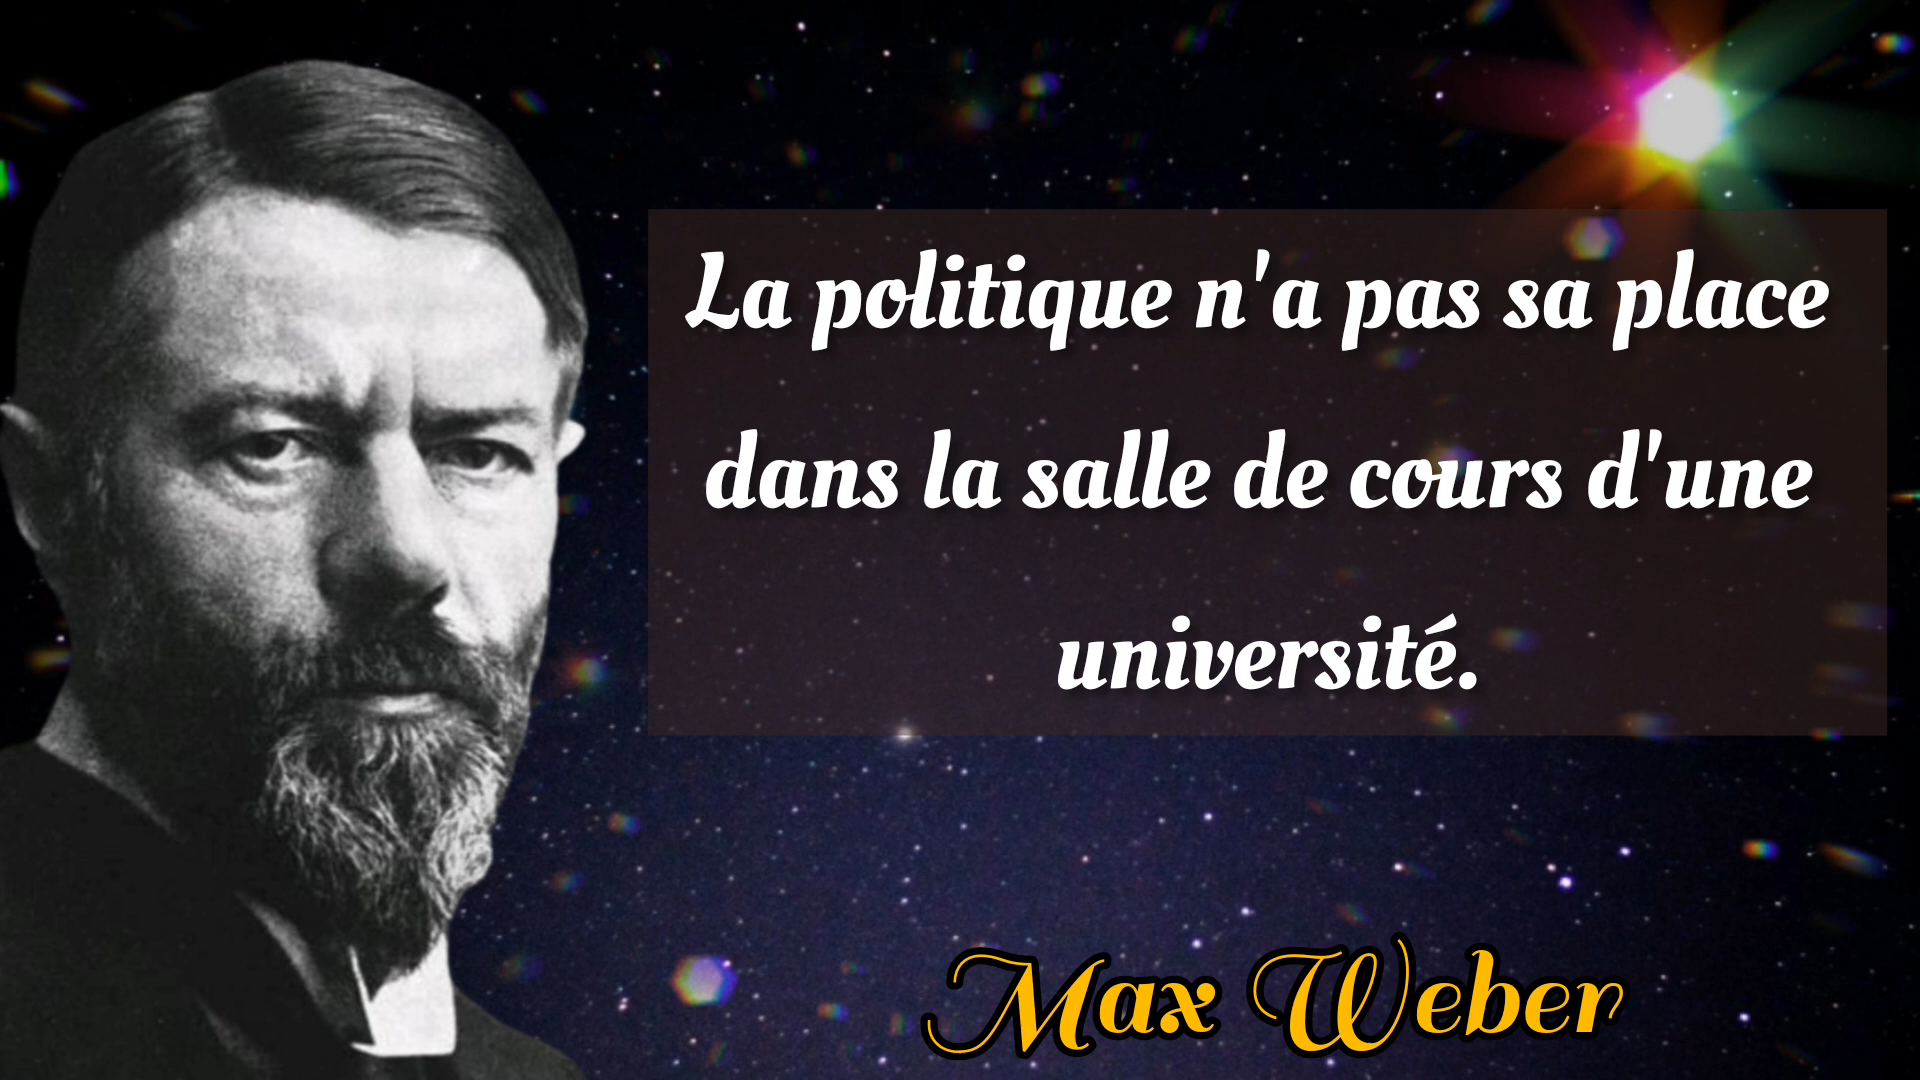 La politique n'a pas sa place
dans la salle de cours d'une
université.
Max Weber